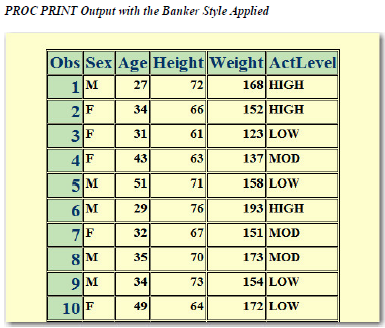 PROC PRINT Output with the Banker Style Applied
Obs Sex Age Height Weight ActLevel
1 M 27 72 168 HIGH
2 F 34 66 152 HIGH
3 F 31 61 123 LOW
4 F 43 63 137 MOD
5 M 51 71 158 LOW
6 M 29 76 193 HIGH
7 F 32 67 151 MOD
8 M 35 70 173 MOD
9 M 34 73 154 LOW
10 F 49 64 172 LOW